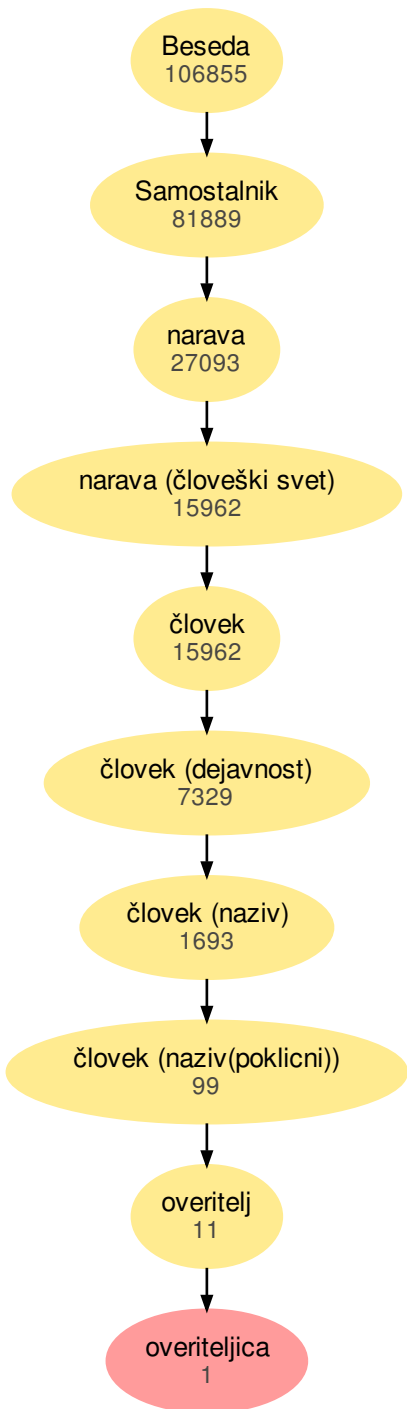 Beseda
106855
Samostalnik
81889
narava
27093
narava (človeški svet)
15962
človek
15962
človek (dejavnost)
7329
človek (naziv)
1693
človek (naziv(poklicni))
99
overitelj
11
overiteljica
1